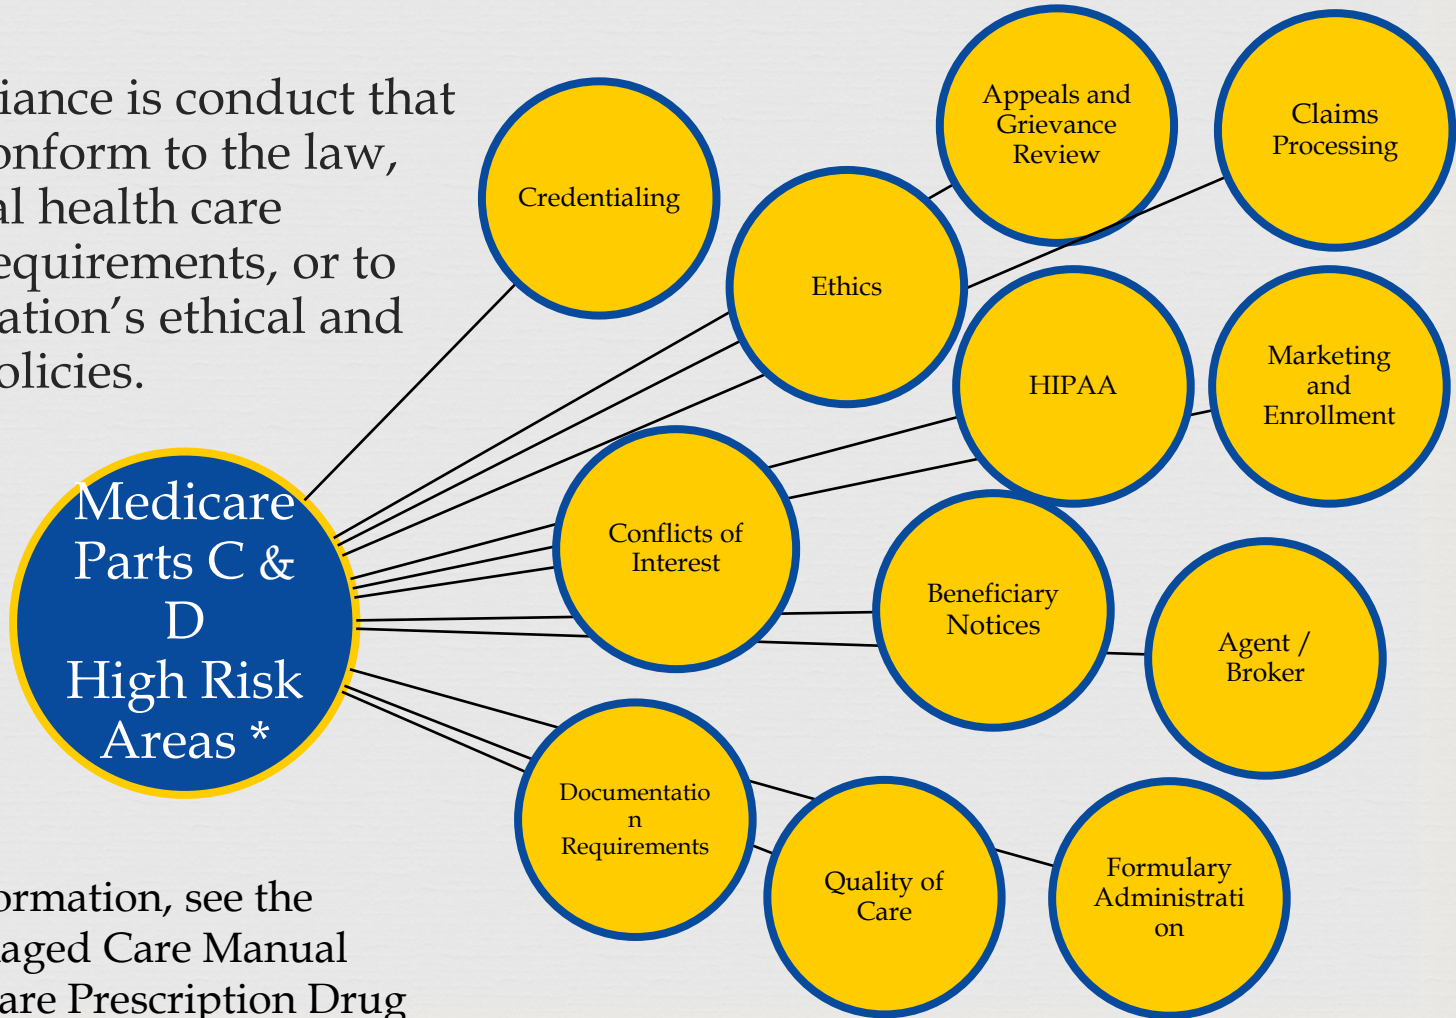 iance is conduct that
onform to the law,
al health care
equirements, or to
ation’s ethical and
olicies.
Credentialing
Appeals and
Grievance
Review
Claims
Processing
Ethics
HIPAA
Marketing
and
Enrollment
Medicare
Parts C &
D
High Risk
Areas *
Conflicts of
Interest
Beneficiary
Notices
Agent /
Broker
Documentatio
n
Requirements
Quality of
Care
Formulary
Administrati
on
ormation, see the
aged Care Manual
are Prescription Drug